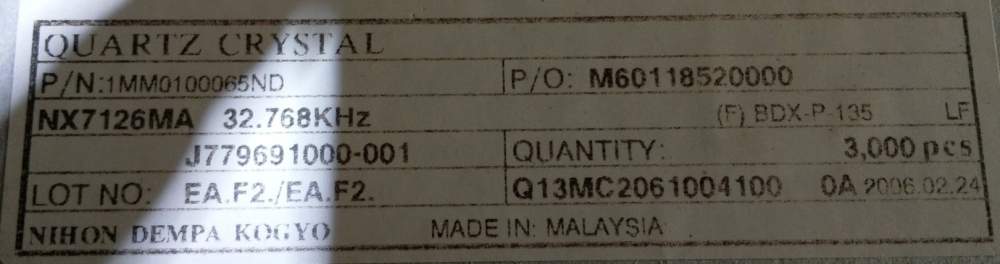 QUARTZ CRYSTAL
P/N:1MM0100065ND P/O: M60118520000
NX7126MA 32.768KHz (F) BDX-P-135 LF
J779691000-001 QUANTITY: 3,000 pcs
LOT NO: EA.F2./EA.F2. Q13MC2061004100 0A 2006.02.24
NIHON DEMPA KOGYO MADE IN: MALAYSIA